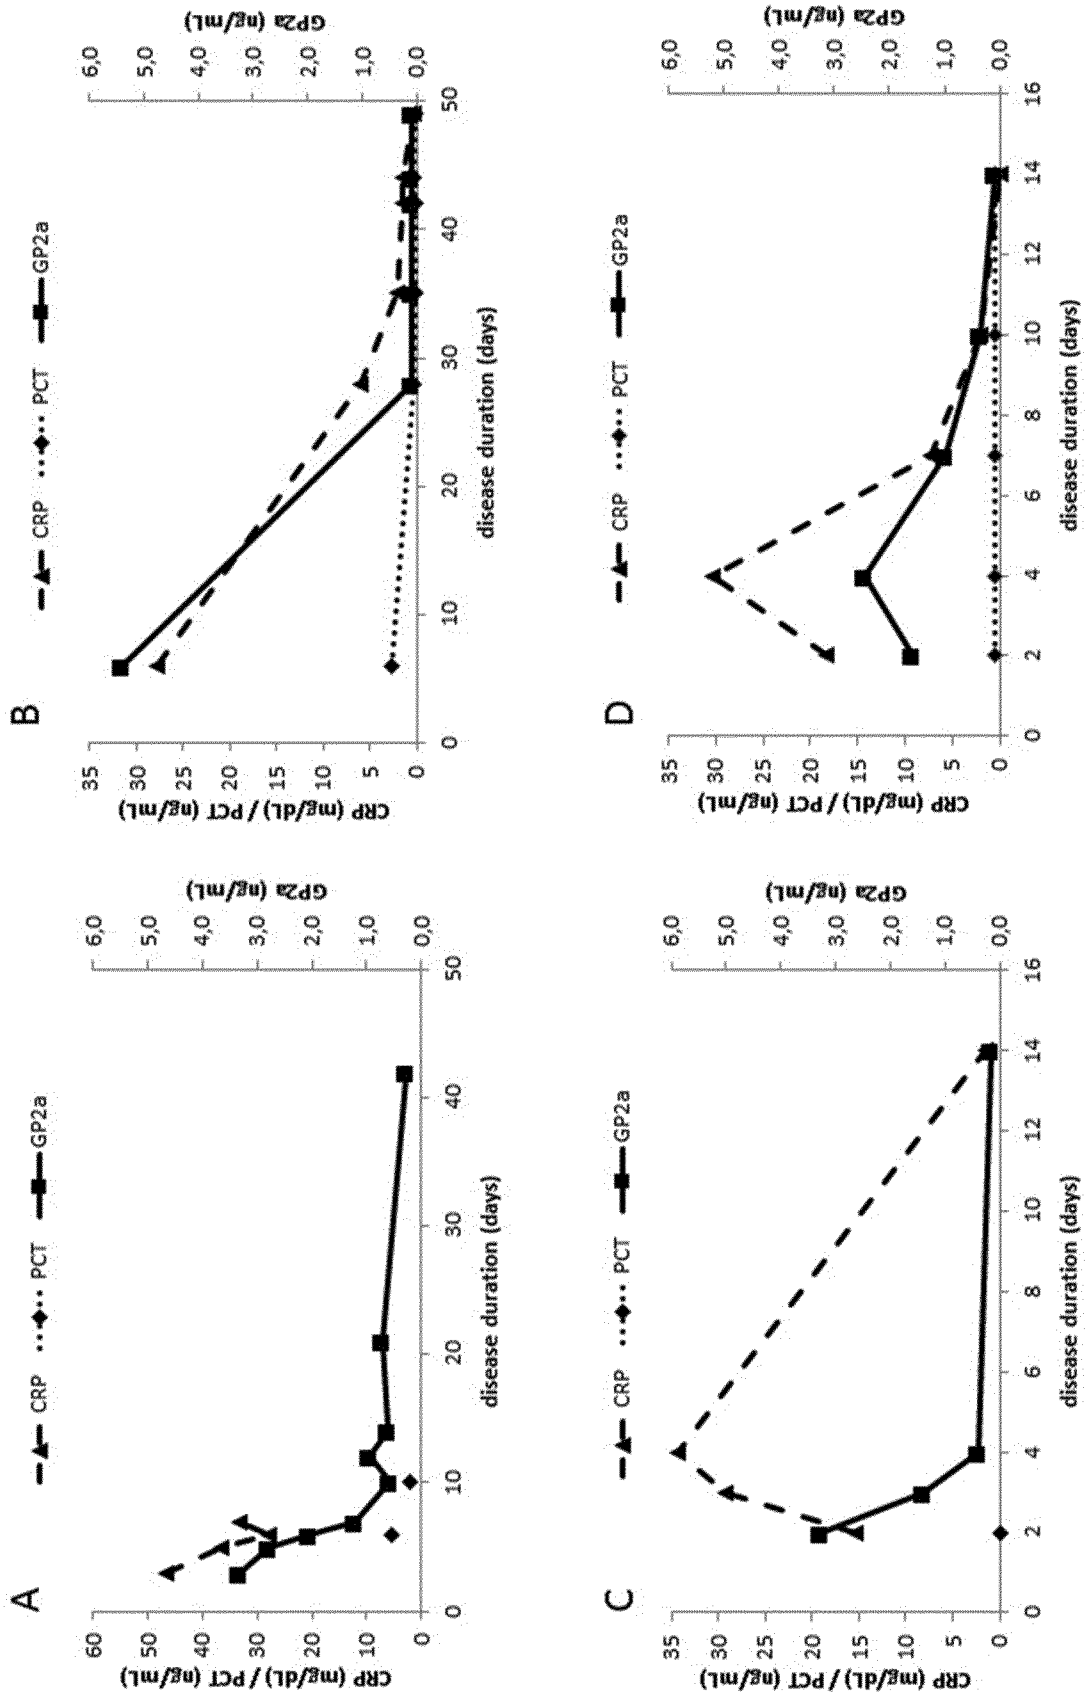 A
CRP PCT GP2a
CRP (mg/dL) / PCT (ng/mL)
60
50
40
30
20
10
0
GP2a (ng/mL)
6,0
5,0
4,0
3,0
2,0
1,0
0,0
0 10 20 30 40 50
disease duration (days)
B
CRP PCT GP2a
CRP (mg/dL) / PCT (ng/mL)
35
30
25
20
15
10
5
0
GP2a (ng/mL)
6,0
5,0
4,0
3,0
2,0
1,0
0,0
0 10 20 30 40 50
disease duration (days)
C
CRP PCT GP2a
CRP (mg/dL) / PCT (ng/mL)
35
30
25
20
15
10
5
0
GP2a (ng/mL)
6,0
5,0
4,0
3,0
2,0
1,0
0,0
0 2 4 6 8 10 12 14 16
disease duration (days)
D
CRP PCT GP2a
CRP (mg/dL) / PCT (ng/mL)
35
30
25
20
15
10
5
0
GP2a (ng/mL)
6,0
5,0
4,0
3,0
2,0
1,0
0,0
0 2 4 6 8 10 12 14 16
disease duration (days)